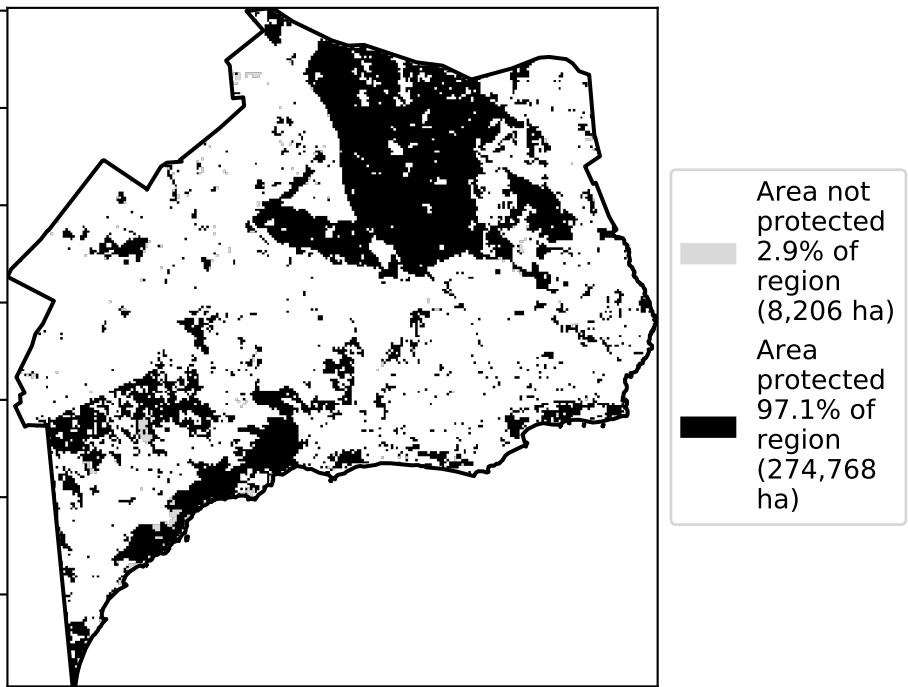 Area not
protected
2.9% of
region
(8,206 ha)
Area
protected
97.1% of
region
(274,768
ha)